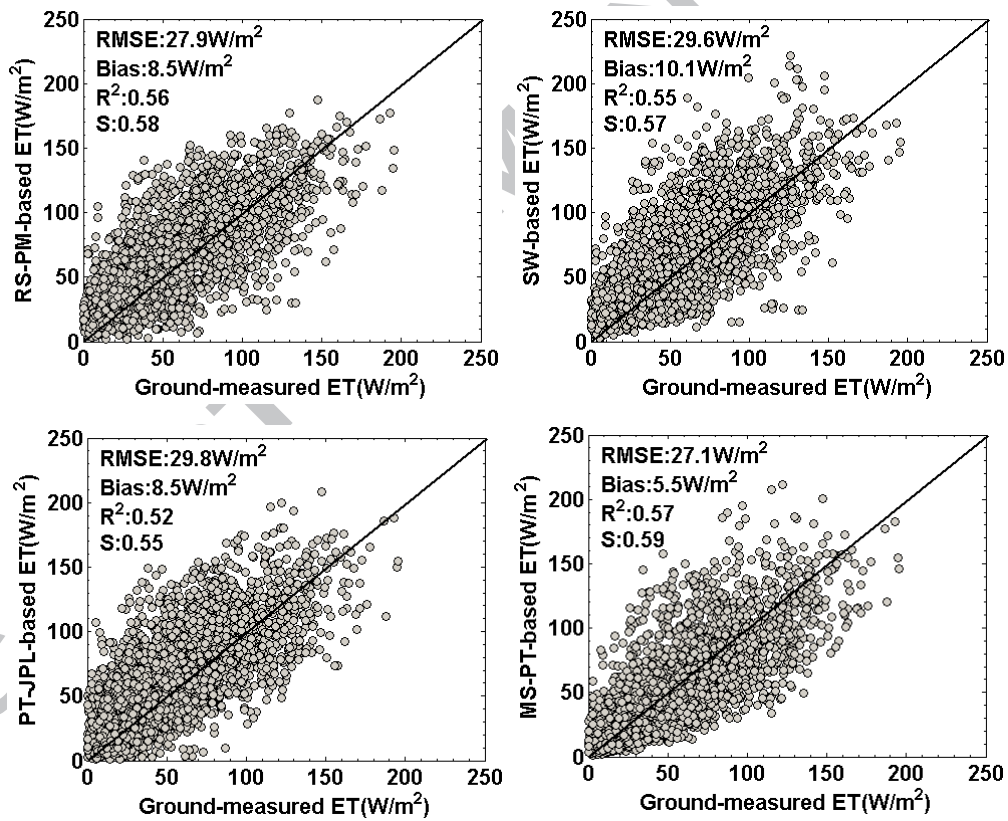 RMSE:27.9W/m²
Bias:8.5W/m²
R²:0.56
S:0.58
RS-PM-based ET(W/m²)
250
200
150
100
50
0
0 50 100 150 200 250
Ground-measured ET(W/m²)
RMSE:29.6W/m²
Bias:10.1W/m²
R²:0.55
S:0.57
SW-based ET(W/m²)
250
200
150
100
50
0
0 50 100 150 200 250
Ground-measured ET(W/m²)
RMSE:29.8W/m²
Bias:8.5W/m²
R²:0.52
S:0.55
PT-JPL-based ET(W/m²)
250
200
150
100
50
0
0 50 100 150 200 250
Ground-measured ET(W/m²)
RMSE:27.1W/m²
Bias:5.5W/m²
R²:0.57
S:0.59
MS-PT-based ET(W/m²)
250
200
150
100
50
0
0 50 100 150 200 250
Ground-measured ET(W/m²)